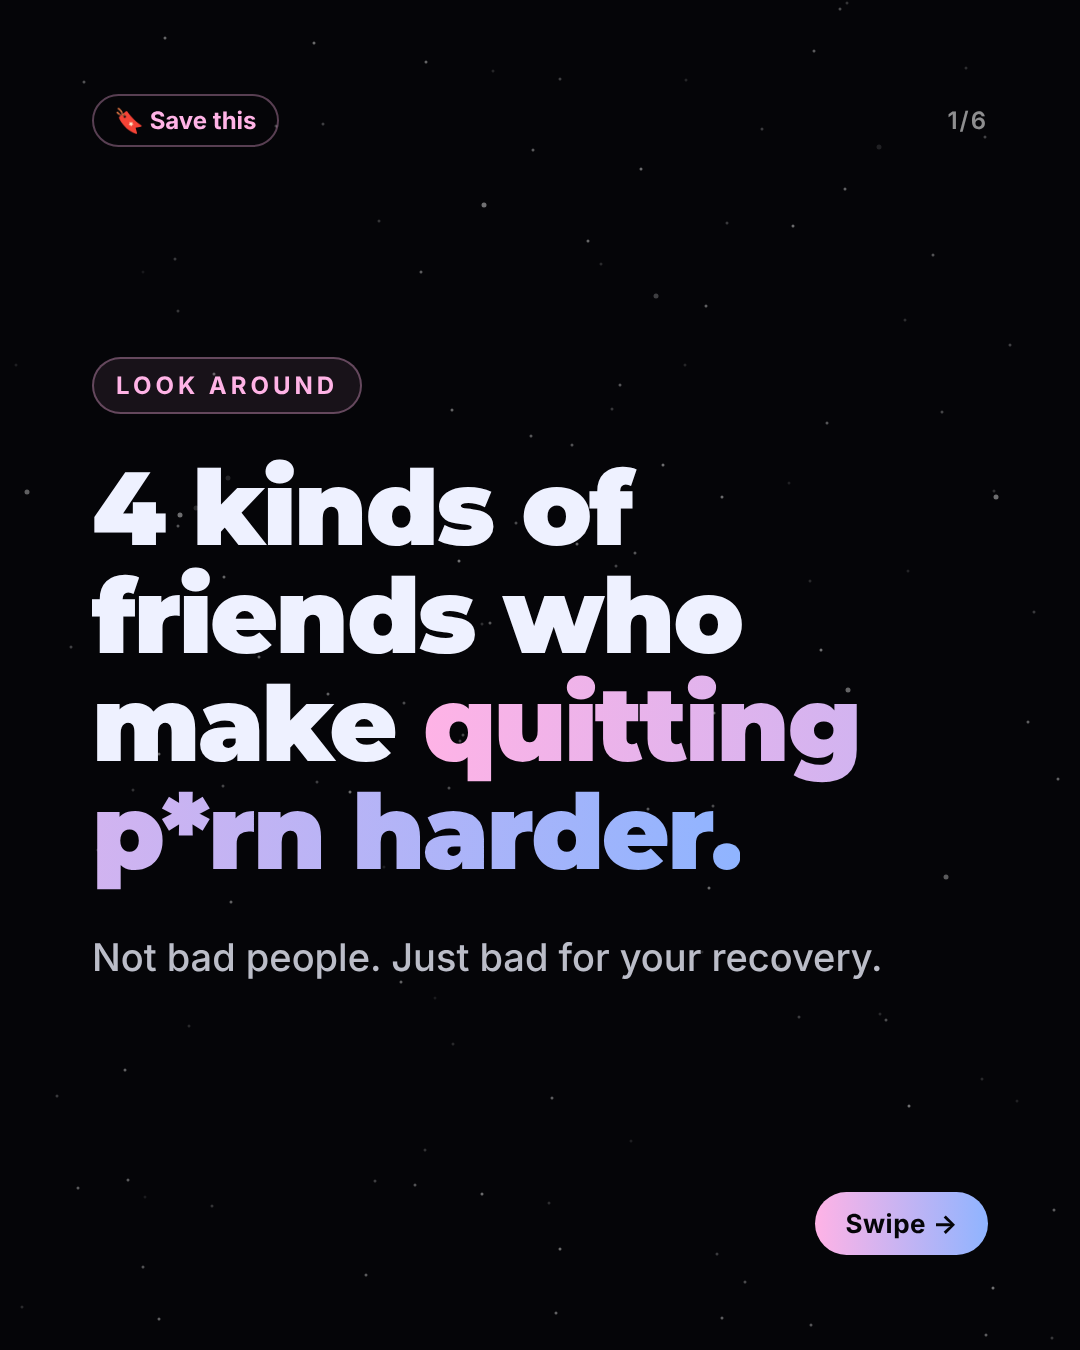 🔖 Save this
1/6
LOOK AROUND
4 kinds of
friends who
make quitting
p*rn harder.
Not bad people. Just bad for your recovery.
Swipe →